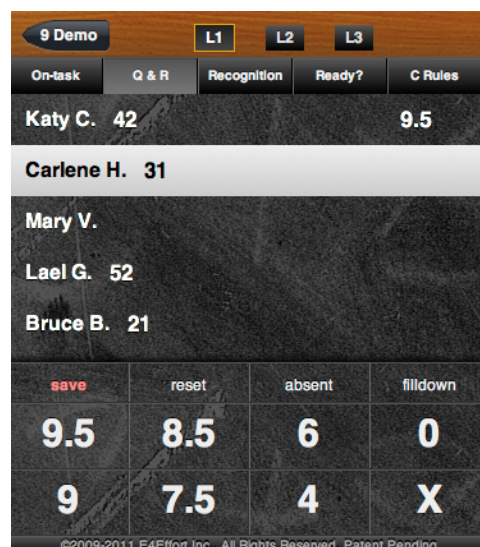 9 Demo L1 L2 L3
On-task Q & R Recognition Ready? C Rules
Katy C. 42 9.5
Carlene H. 31
Mary V.
Lael G. 52
Bruce B. 21
save reset absent filldown
9.5 8.5 6 0
9 7.5 4 X
©2009-2011 E4Effort Inc. All Rights Reserved. Patent Pending